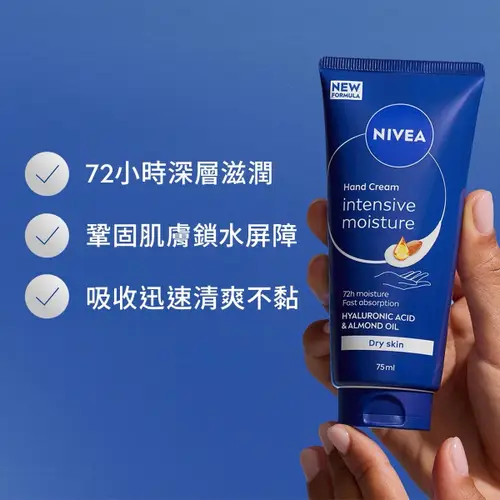 72小時深層滋潤
鞏固肌膚鎖水屏障
吸收迅速清爽不黏
NEW
FORMULA
NIVEA
Hand Cream
intensive
moisture
72h moisture
Fast absorption
HYALURONIC ACID
& ALMOND OIL
Dry skin
75ml